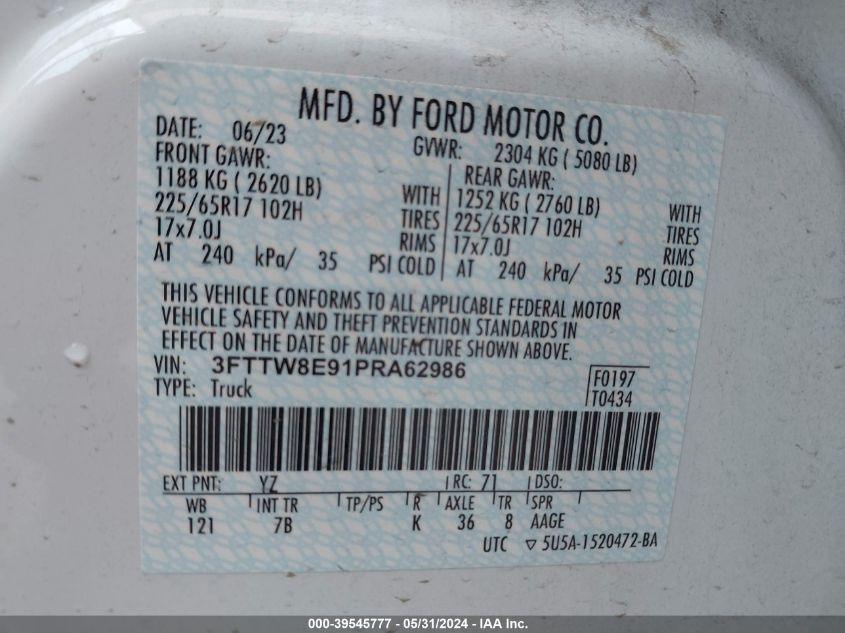 MFD. BY FORD MOTOR CO.
DATE: 06/23 GVWR: 2304 KG ( 5080 LB)
FRONT GAWR: REAR GAWR:
1188 KG ( 2620 LB) WITH 1252 KG ( 2760 LB) WITH
225/65R17 102H TIRES 225/65R17 102H TIRES
17x7.0J RIMS 17x7.0J RIMS
AT 240 kPa/ 35 PSI COLD AT 240 kPa/ 35 PSI COLD
THIS VEHICLE CONFORMS TO ALL APPLICABLE FEDERAL MOTOR
VEHICLE SAFETY AND THEFT PREVENTION STANDARDS IN
EFFECT ON THE DATE OF MANUFACTURE SHOWN ABOVE.
VIN: 3FTTW8E91PRA62986 F0197
TYPE: Truck T0434
EXT PNT: YZ RC: 71 DSO:
WB INT TR TP/PS R AXLE TR SPR
121 7B K 36 8 AAGE
UTC ▽ 5U5A-1520472-BA
000-39545777 - 05/31/2024 - IAA Inc.